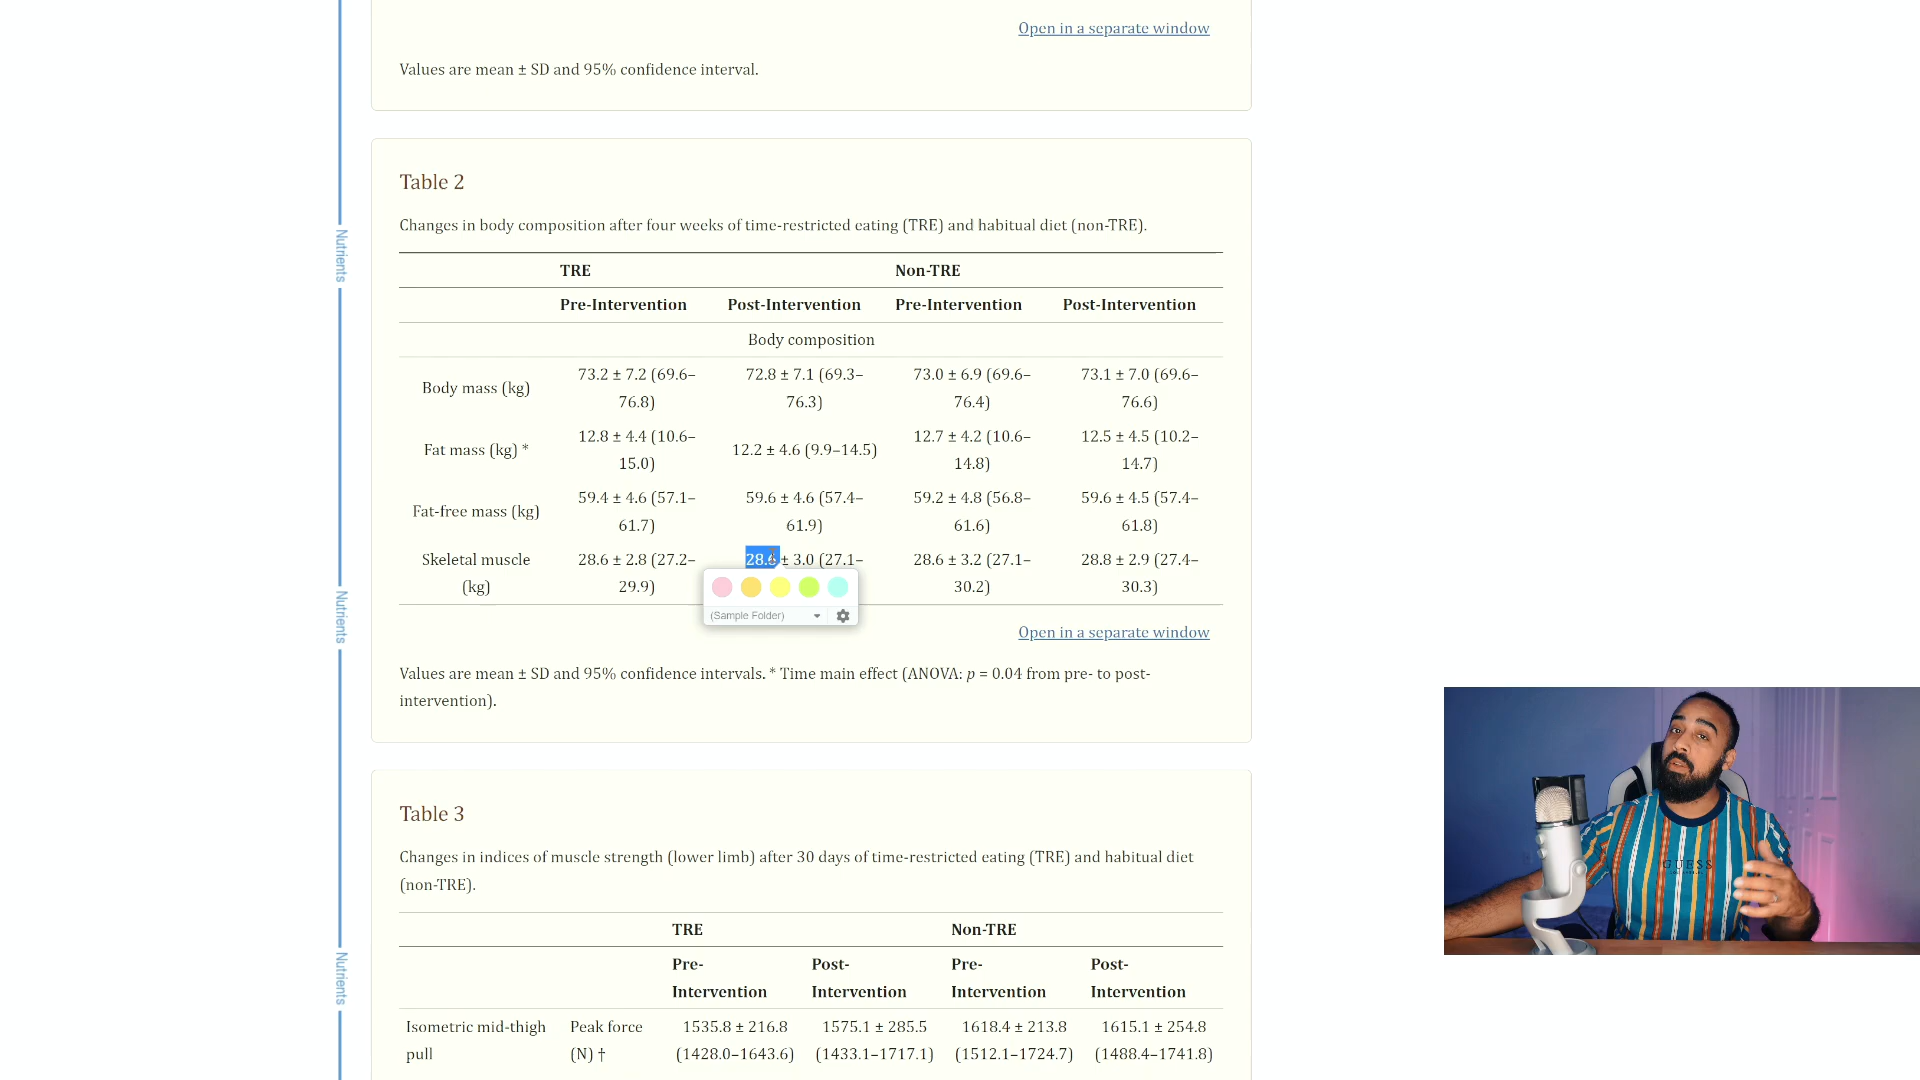 Open in a separate window
Values are mean ± SD and 95% confidence interval.
Table 2
Changes in body composition after four weeks of time-restricted eating (TRE) and habitual diet (non-TRE).
TRE Non-TRE
Pre-Intervention Post-Intervention Pre-Intervention Post-Intervention
Body composition
Body mass (kg) 73.2 ± 7.2 (69.6–76.8) 72.8 ± 7.1 (69.3–76.3) 73.0 ± 6.9 (69.6–76.4) 73.1 ± 7.0 (69.6–76.6)
Fat mass (kg) * 12.8 ± 4.4 (10.6–15.0) 12.2 ± 4.6 (9.9–14.5) 12.7 ± 4.2 (10.6–14.8) 12.5 ± 4.5 (10.2–14.7)
Fat-free mass (kg) 59.4 ± 4.6 (57.1–61.7) 59.6 ± 4.6 (57.4–61.9) 59.2 ± 4.8 (56.8–61.6) 59.6 ± 4.5 (57.4–61.8)
Skeletal muscle (kg) 28.6 ± 2.8 (27.2–29.9) 28.6 ± 3.0 (27.1– 28.6 ± 3.2 (27.1–30.2) 28.8 ± 2.9 (27.4–30.3)
(Sample Folder)
Open in a separate window
Values are mean ± SD and 95% confidence intervals. * Time main effect (ANOVA: p = 0.04 from pre- to post-
intervention).
Table 3
Changes in indices of muscle strength (lower limb) after 30 days of time-restricted eating (TRE) and habitual diet
(non-TRE).
TRE Non-TRE
Pre-Intervention Post-Intervention Pre-Intervention Post-Intervention
Isometric mid-thigh pull Peak force (N) † 1535.8 ± 216.8 (1428.0–1643.6) 1575.1 ± 285.5 (1433.1–1717.1) 1618.4 ± 213.8 (1512.1–1724.7) 1615.1 ± 254.8 (1488.4–1741.8)
Nutrients
Nutrients
Nutrients
GUESS